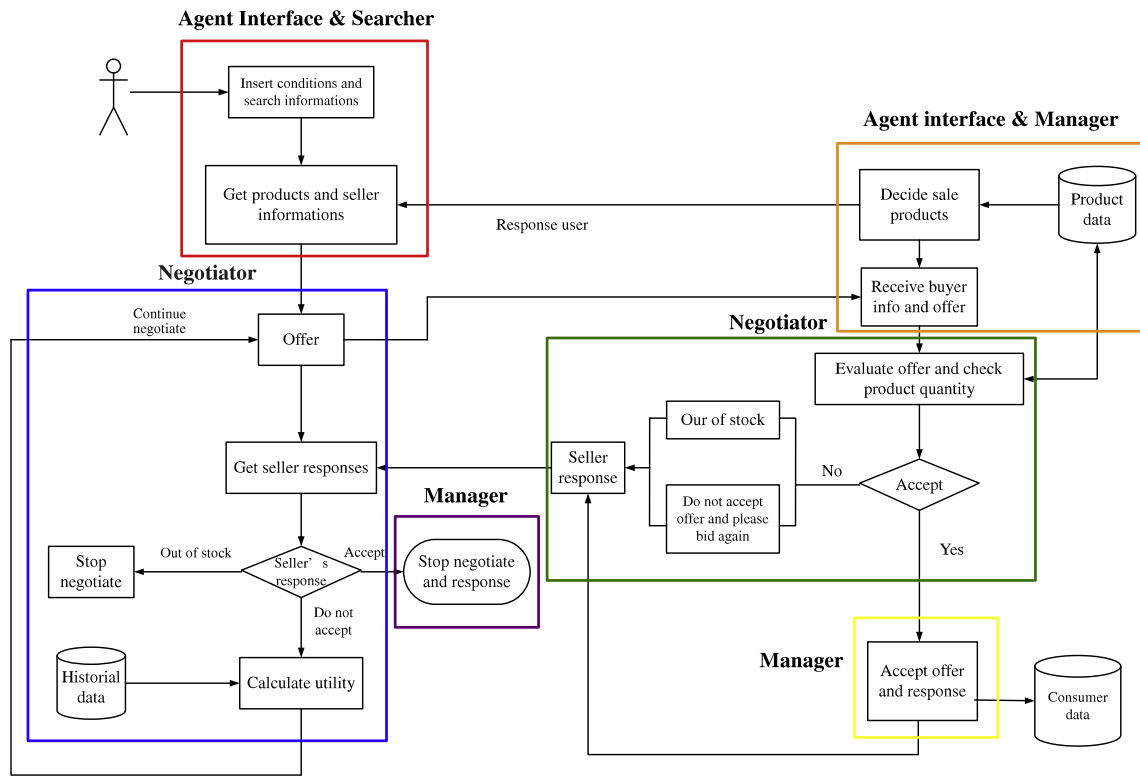 Agent Interface & Searcher
Insert conditions and
search informations
Get products and seller
informations
Response user
Agent interface & Manager
Decide sale
products
Product
data
Receive buyer
info and offer
Negotiator
Continue
negotiate
Offer
Get seller responses
Seller’s
response
Out of stock
Stop
negotiate
Accept
Do not
accept
Historial
data
Calculate utility
Manager
Stop negotiate
and response
Negotiator
Evaluate offer and check
product quantity
Accept
No
Yes
Our of stock
Do not accept
offer and please
bid again
Seller
response
Manager
Accept offer
and response
Consumer
data